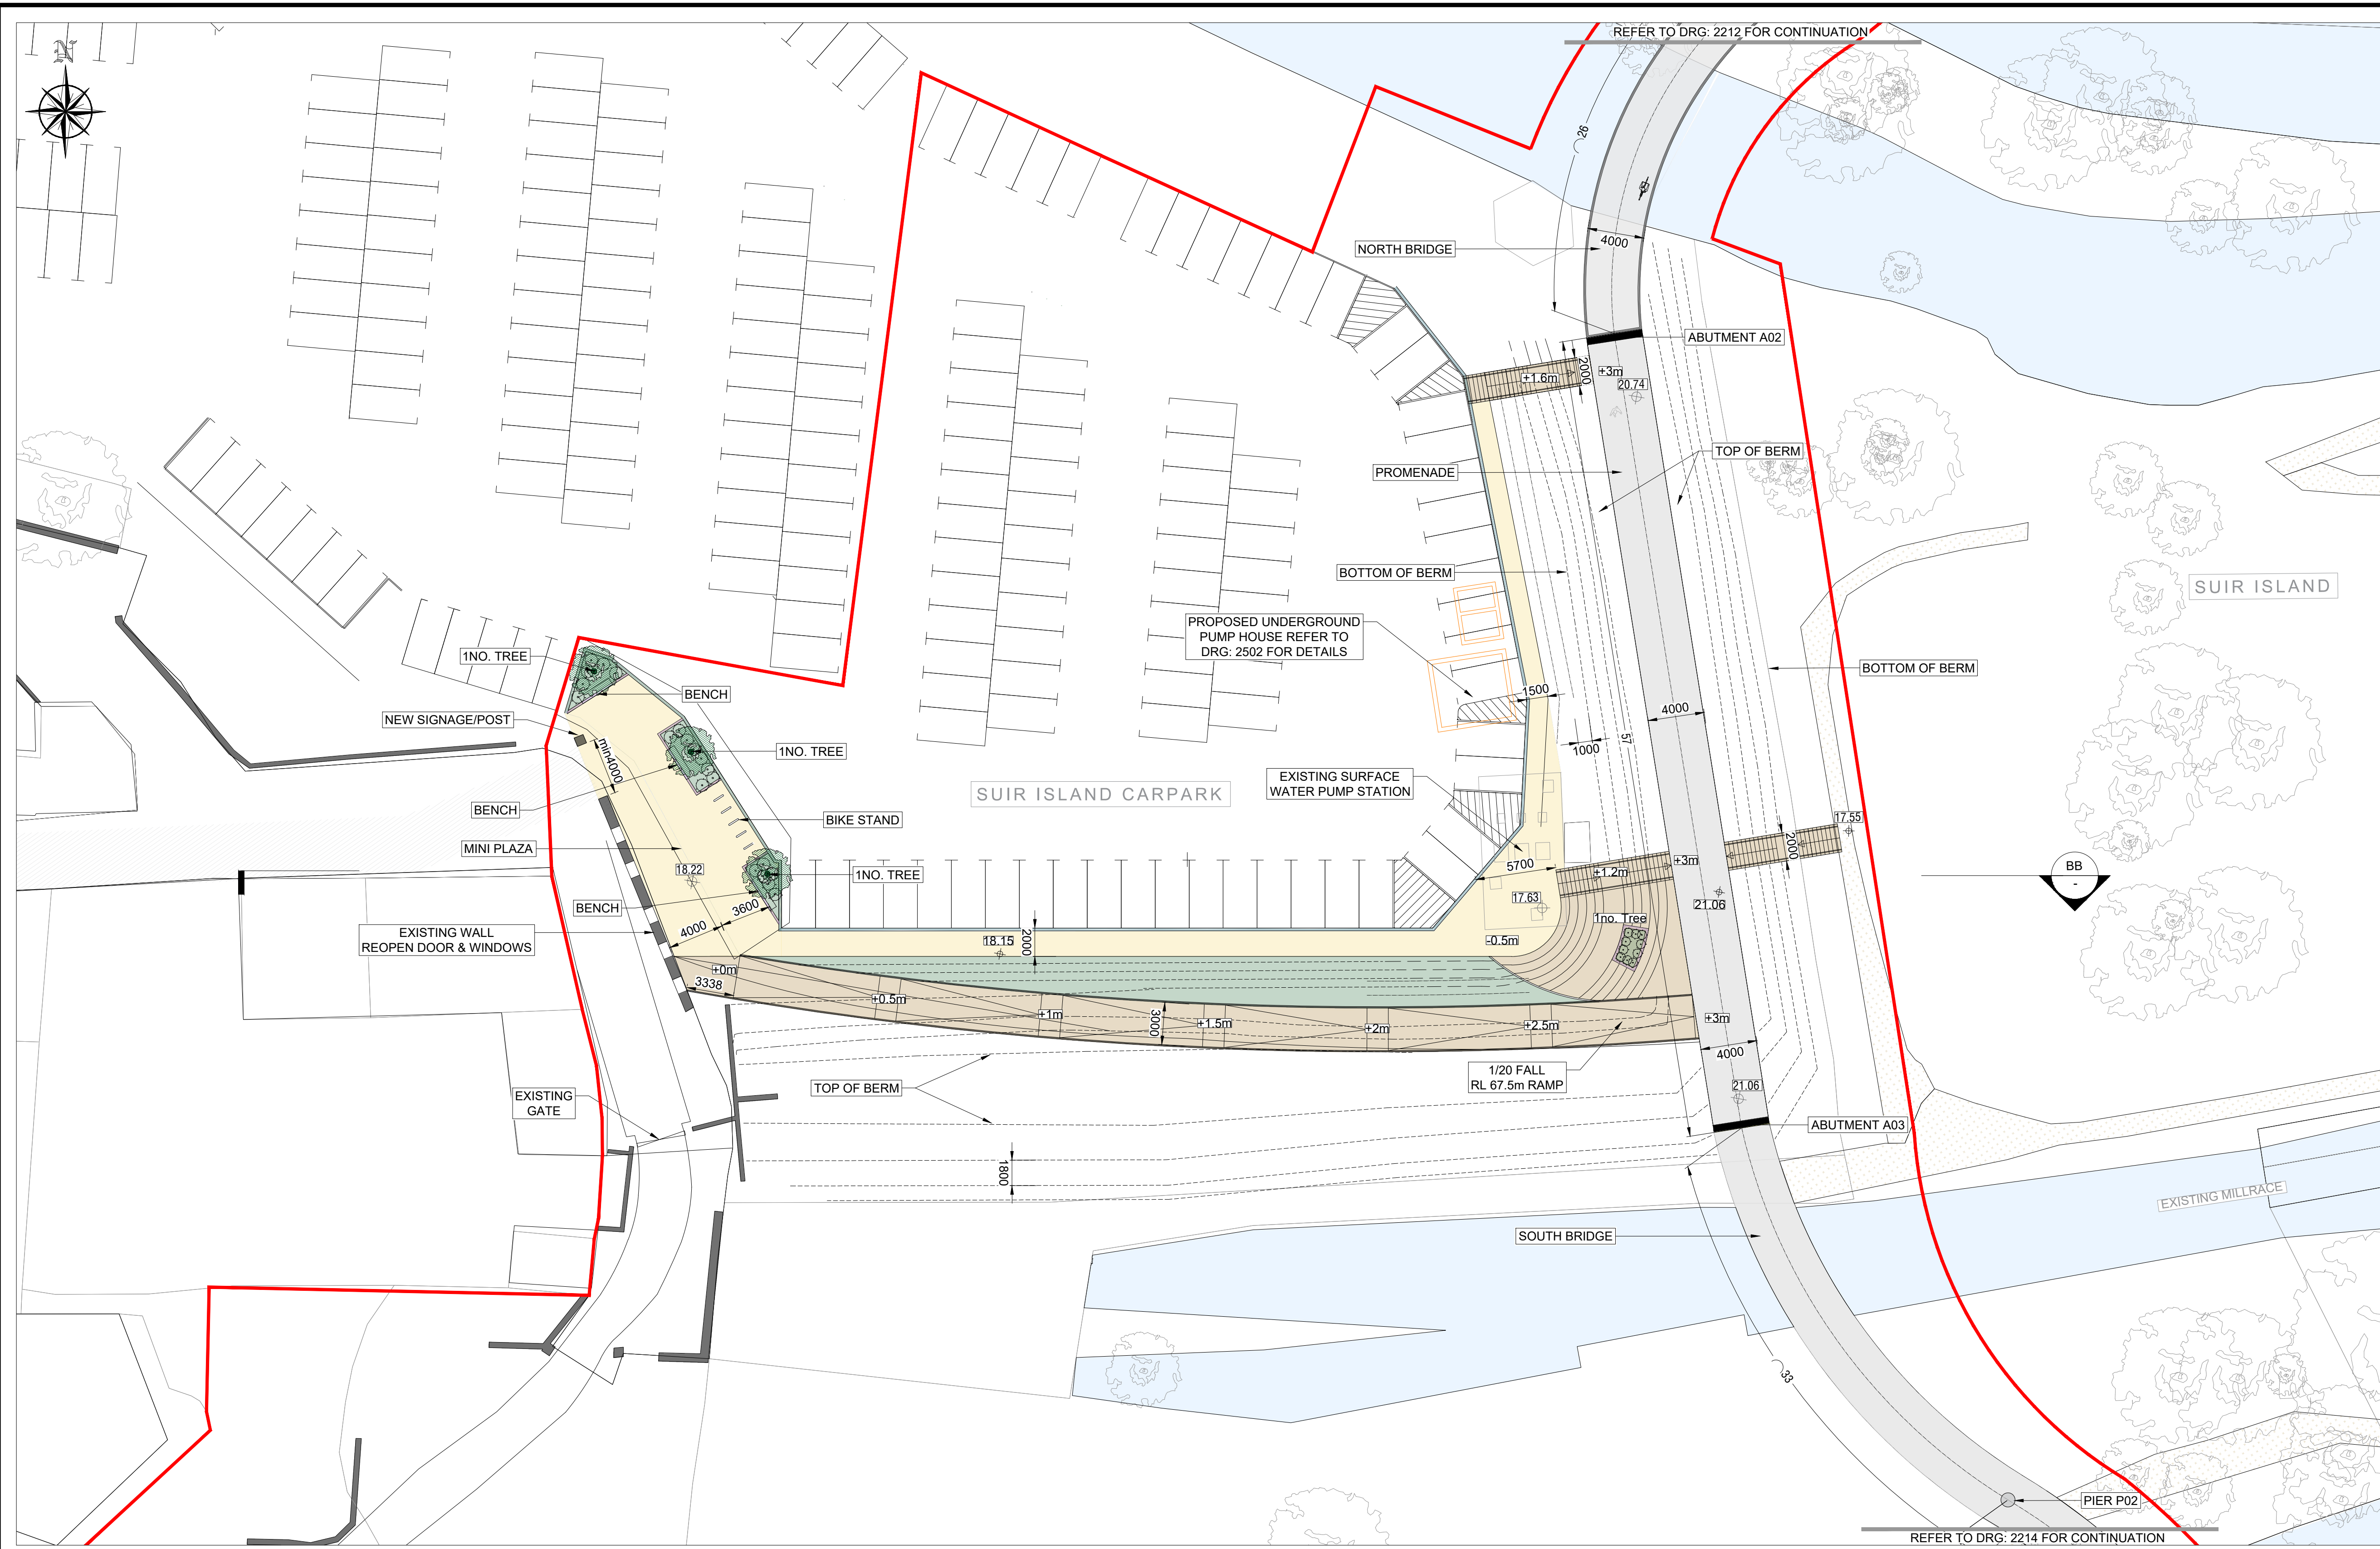 REFER TO DRG: 2212 FOR CONTINUATION
N
26
4000
NORTH BRIDGE
ABUTMENT A02
+1.6m
2000
+3m
20.74
TOP OF BERM
PROMENADE
BOTTOM OF BERM
SUIR ISLAND
PROPOSED UNDERGROUND
PUMP HOUSE REFER TO
DRG: 2502 FOR DETAILS
1NO. TREE
BENCH
BOTTOM OF BERM
NEW SIGNAGE/POST
1500
4000
min4000
1NO. TREE
1000
57
EXISTING SURFACE
WATER PUMP STATION
SUIR ISLAND CARPARK
BENCH
BIKE STAND
17.55
MINI PLAZA
2000
18.22
1NO. TREE
5700
+3m
+1.2m
BB
-
BENCH
3600
17.63
21.06
4000
1no. Tree
EXISTING WALL
REOPEN DOOR & WINDOWS
18.15
2000
-0.5m
+0m
3338
+0.5m
+1m
3000
+1.5m
+2m
+2.5m
+3m
4000
1/20 FALL
RL 67.5m RAMP
TOP OF BERM
21.06
EXISTING
GATE
ABUTMENT A03
1800
EXISTING MILLRACE
SOUTH BRIDGE
33
PIER P02
REFER TO DRG: 2214 FOR CONTINUATION